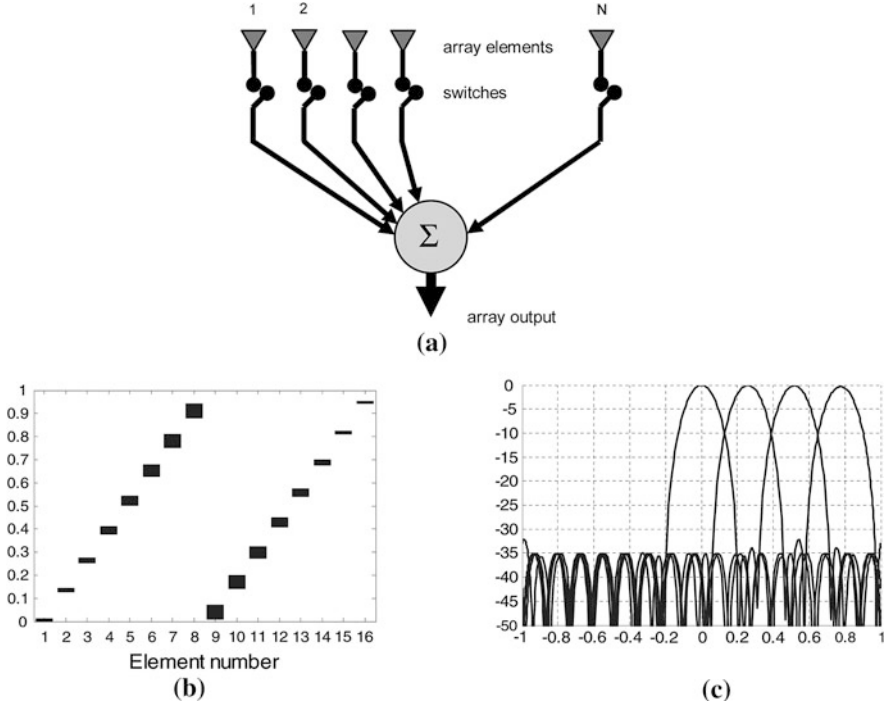 1 2 N
array elements
switches
Σ
array output
(a)
1
0.9
0.8
0.7
0.6
0.5
0.4
0.3
0.2
0.1
0
1 2 3 4 5 6 7 8 9 10 11 12 13 14 15 16
Element number
(b)
0
-5
-10
-15
-20
-25
-30
-35
-40
-45
-50
-1 -0.8 -0.6 -0.4 -0.2 0 0.2 0.4 0.6 0.8 1
(c)